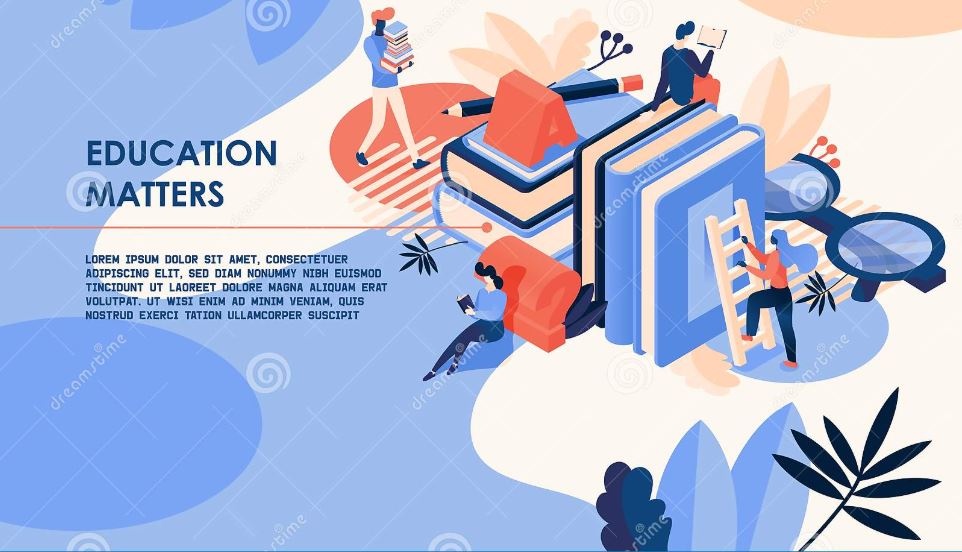 EDUCATION
MATTERS
LOREM IPSUM DOLOR SIT AMET, CONSECTETUER
ADIPISCING ELIT, SED DIAM NONUMMY NIBH EUISMOD
TINCIDUNT UT LAOREET DOLORE MAGNA ALIQUAM ERAT
VOLUTPAT. UT WISI ENIM AD MINIM VENIAM, QUIS
NOSTRUD EXERCI TATION ULLAMCORPER SUSCIPIT
A
2
dreamstime